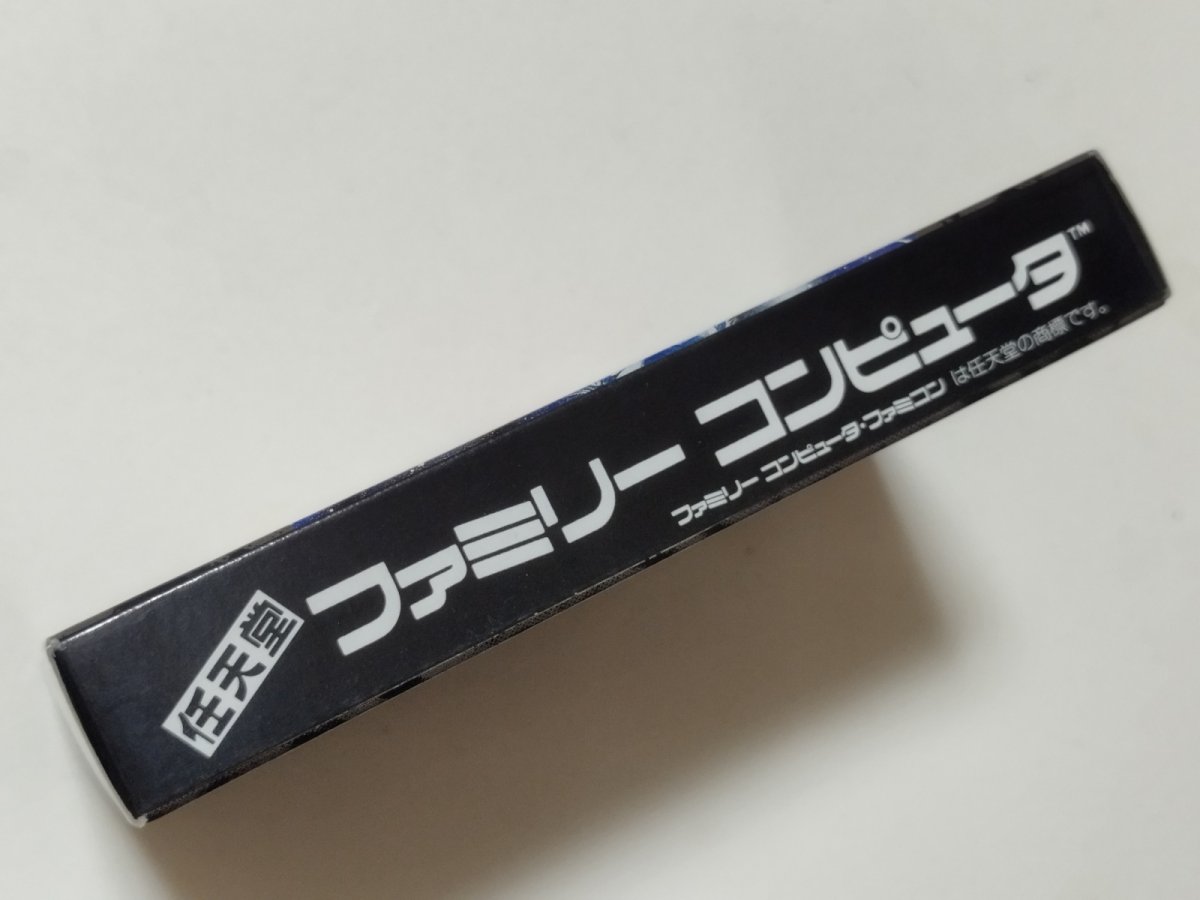 任天堂
ファミリー コンピュータ™
ファミリー コンピュータ・ファミコン は任天堂の商標です。